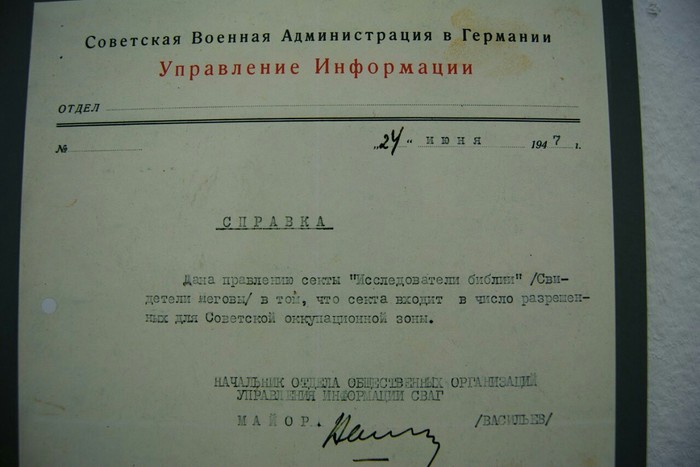 Советская Военная Администрация в Германии
Управление Информации
ОТДЕЛ
№ „24“ июня 1947 г.
СПРАВКА
Дана правлению секты "Исследователи библии" /Сви-
детели иеговы/ в том, что секта входит в число разрешен-
ных для Советской оккупационной зоны.
НАЧАЛЬНИК ОТДЕЛА ОБЩЕСТВЕННЫХ ОРГАНИЗАЦИЙ
УПРАВЛЕНИЯ ИНФОРМАЦИИ СВАГ
МАЙОР. /ВАСИЛЬЕВ/